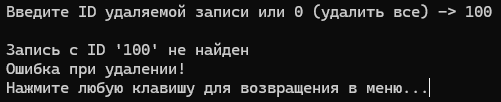 Введите ID удаляемой записи или 0 (удалить все) -> 100
Запись с ID '100' не найден
Ошибка при удалении!
Нажмите любую клавишу для возвращения в меню...